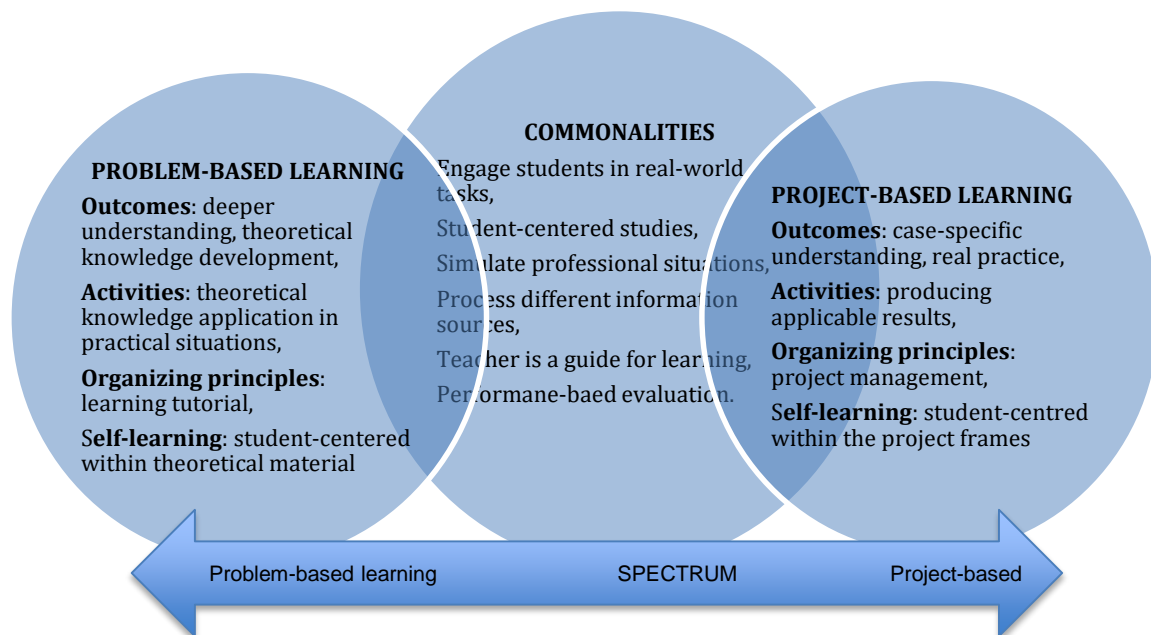 PROBLEM-BASED LEARNING
Outcomes: deeper
understanding, theoretical
knowledge development,
Activities: theoretical
knowledge application in
practical situations,
Organizing principles:
learning tutorial,
Self-learning: student-centered
within theoretical material
COMMONALITIES
Engage students in real-world
tasks,
Student-centered studies,
Simulate professional situations,
Process different information
sources,
Teacher is a guide for learning,
Performane-baed evaluation.
PROJECT-BASED LEARNING
Outcomes: case-specific
understanding, real practice,
Activities: producing
applicable results,
Organizing principles:
project management,
Self-learning: student-centred
within the project frames
Problem-based learning
SPECTRUM
Project-based